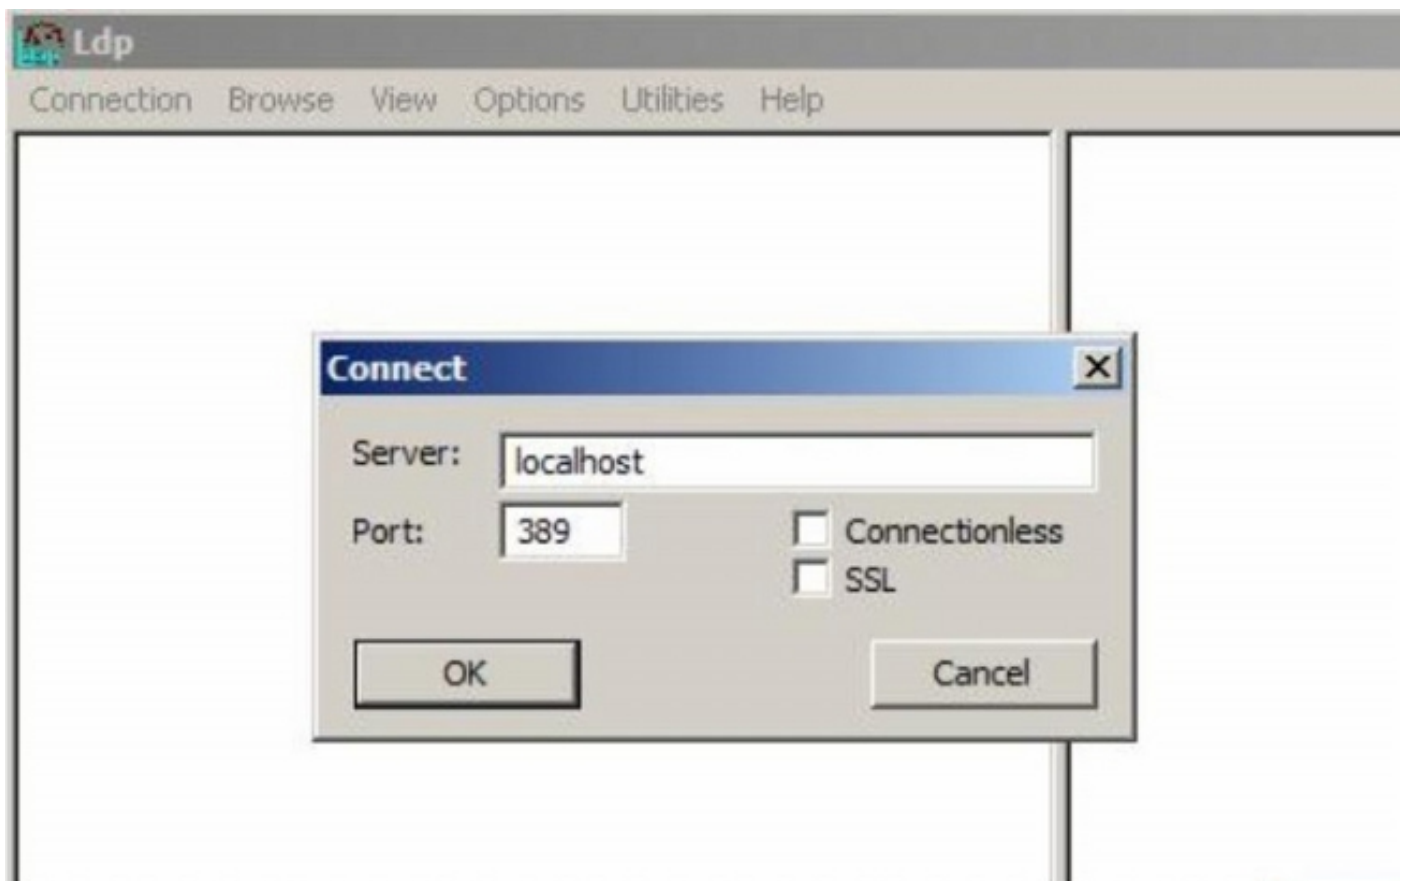 Ldp
Connection Browse View Options Utilities Help
Connect
Server: localhost
Port: 389 Connectionless
SSL
OK Cancel